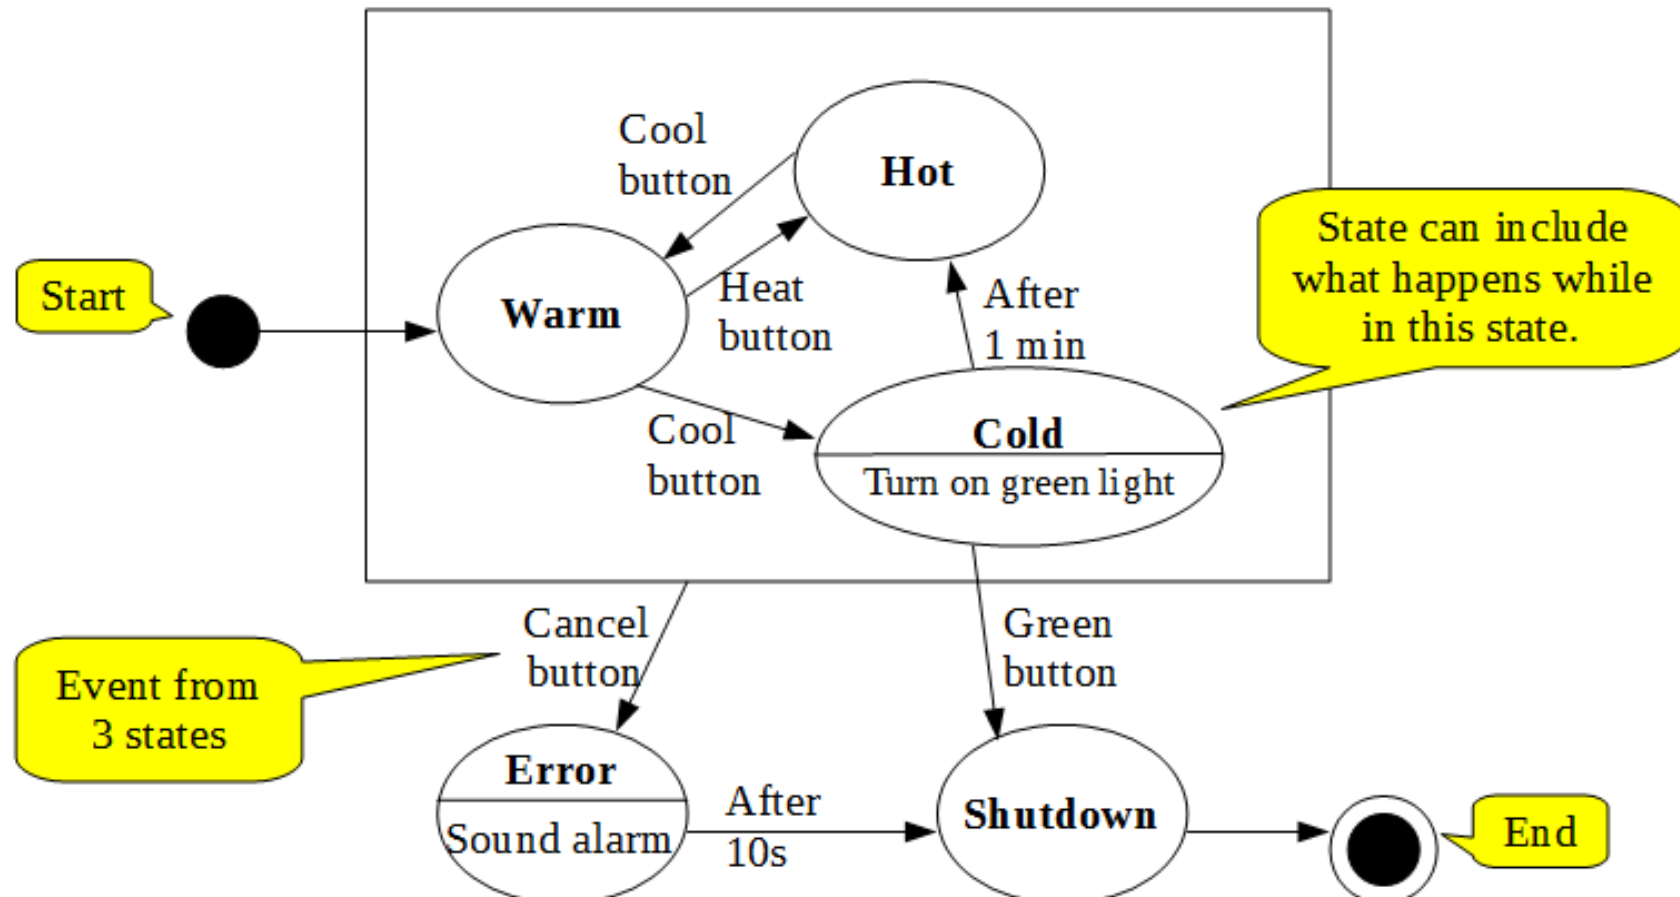 Cool
button
Hot
State can include
what happens while
in this state.
Start
Warm
Heat
button
After
1 min
Cool
button
Cold
Turn on green light
Cancel
button
Green
button
Event from
3 states
Error
Sound alarm
After
10s
Shutdown
End